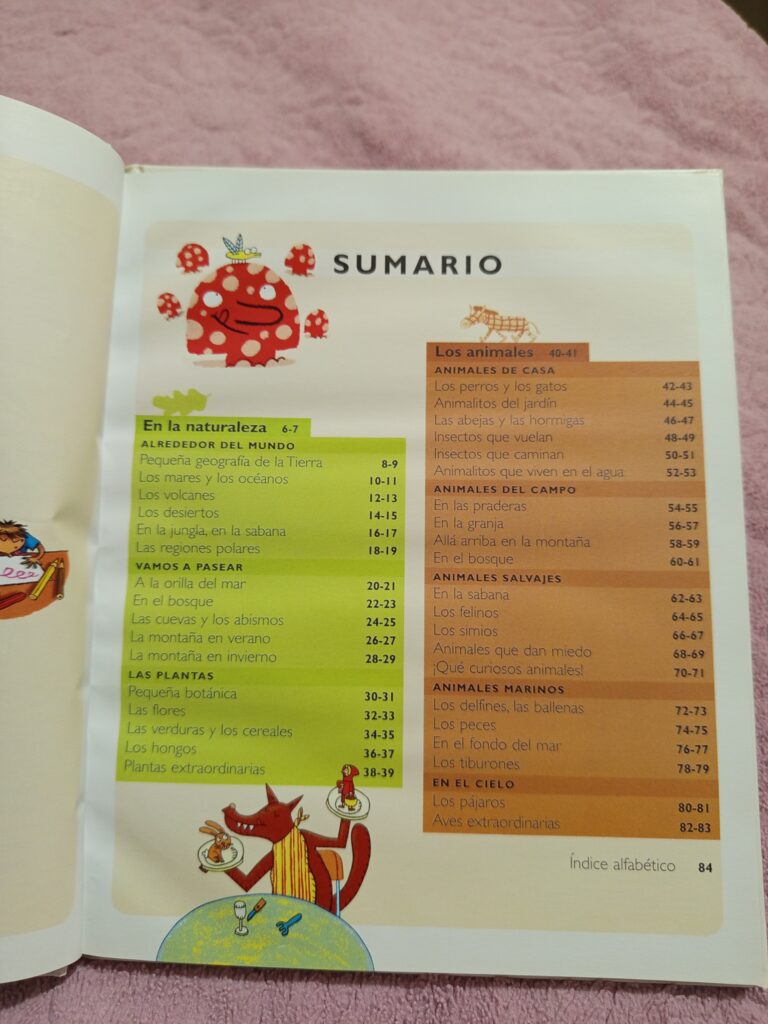 SUMARIO
En la naturaleza 6-7
ALREDEDOR DEL MUNDO
Pequeña geografía de la Tierra 8-9
Los mares y los océanos 10-11
Los volcanes 12-13
Los desiertos 14-15
En la jungla, en la sabana 16-17
Las regiones polares 18-19
VAMOS A PASEAR
A la orilla del mar 20-21
En el bosque 22-23
Las cuevas y los abismos 24-25
La montaña en verano 26-27
La montaña en invierno 28-29
LAS PLANTAS
Pequeña botánica 30-31
Las flores 32-33
Las verduras y los cereales 34-35
Los hongos 36-37
Plantas extraordinarias 38-39
Los animales 40-41
ANIMALES DE CASA
Los perros y los gatos 42-43
Animalitos del jardín 44-45
Las abejas y las hormigas 46-47
Insectos que vuelan 48-49
Insectos que caminan 50-51
Animalitos que viven en el agua 52-53
ANIMALES DEL CAMPO
En las praderas 54-55
En la granja 56-57
Allá arriba en la montaña 58-59
En el bosque 60-61
ANIMALES SALVAJES
En la sabana 62-63
Los felinos 64-65
Los simios 66-67
Animales que dan miedo 68-69
¡Qué curiosos animales! 70-71
ANIMALES MARINOS
Los delfines, las ballenas 72-73
Los peces 74-75
En el fondo del mar 76-77
Los tiburones 78-79
EN EL CIELO
Los pájaros 80-81
Aves extraordinarias 82-83
Índice alfabético 84